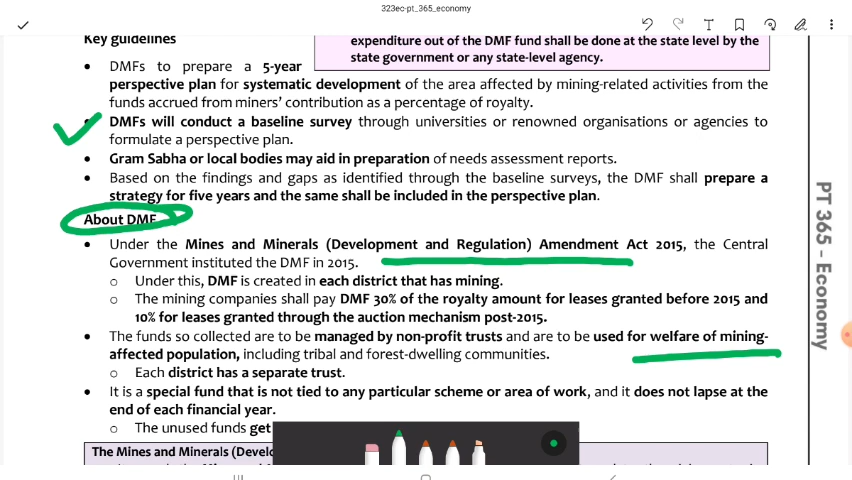 323ec-pt_365_economy
Key guidelines
expenditure out of the DMF fund shall be done at the state level by the
state government or any state-level agency.
• DMFs to prepare a 5-year
perspective plan for systematic development of the area affected by mining-related activities from the
funds accrued from miners' contribution as a percentage of royalty.
• DMFs will conduct a baseline survey through universities or renowned organisations or agencies to
formulate a perspective plan.
• Gram Sabha or local bodies may aid in preparation of needs assessment reports.
• Based on the findings and gaps as identified through the baseline surveys, the DMF shall prepare a
strategy for five years and the same shall be included in the perspective plan.
About DMF
• Under the Mines and Minerals (Development and Regulation) Amendment Act 2015, the Central
Government instituted the DMF in 2015.
o Under this, DMF is created in each district that has mining.
o The mining companies shall pay DMF 30% of the royalty amount for leases granted before 2015 and
10% for leases granted through the auction mechanism post-2015.
• The funds so collected are to be managed by non-profit trusts and are to be used for welfare of mining-
affected population, including tribal and forest-dwelling communities.
o Each district has a separate trust.
• It is a special fund that is not tied to any particular scheme or area of work, and it does not lapse at the
end of each financial year.
o The unused funds get
The Mines and Minerals (Develo
PT 365 - Economy